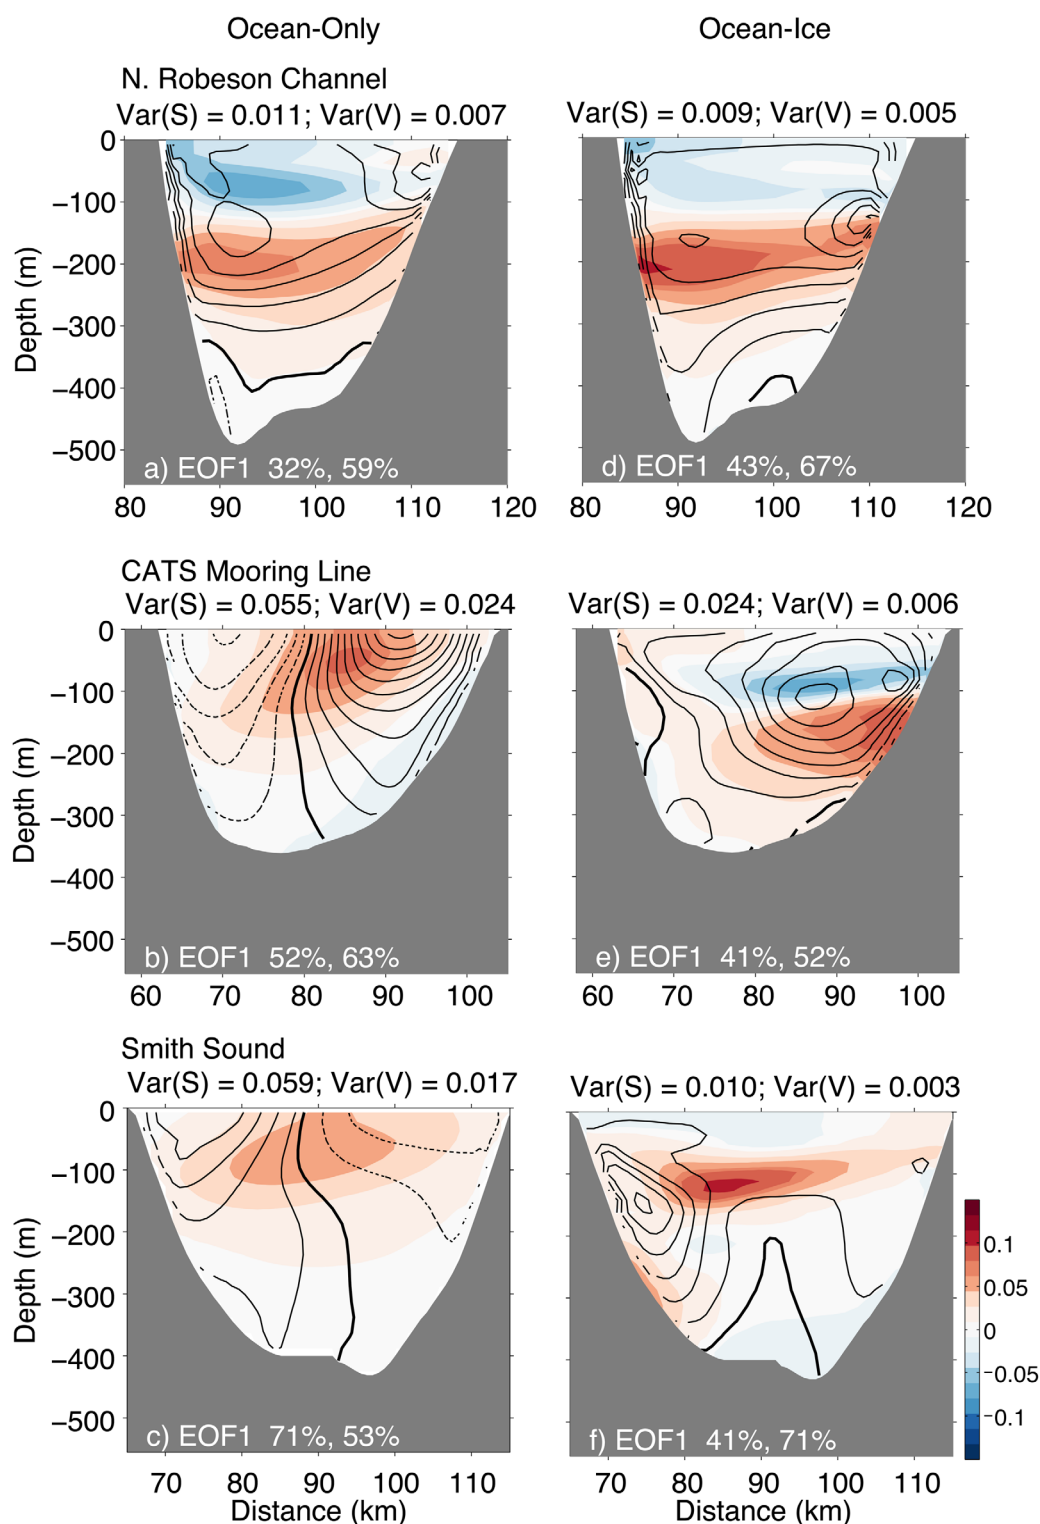 Ocean-Only Ocean-Ice
N. Robeson Channel
Var(S) = 0.011; Var(V) = 0.007 Var(S) = 0.009; Var(V) = 0.005
0
−100
−200
−300
−400
−500
Depth (m)
a) EOF1 32%, 59% d) EOF1 43%, 67%
80 90 100 110 120 80 90 100 110 120
CATS Mooring Line
Var(S) = 0.055; Var(V) = 0.024 Var(S) = 0.024; Var(V) = 0.006
0
−100
−200
−300
−400
−500
Depth (m)
b) EOF1 52%, 63% e) EOF1 41%, 52%
60 70 80 90 100 60 70 80 90 100
Smith Sound
Var(S) = 0.059; Var(V) = 0.017 Var(S) = 0.010; Var(V) = 0.003
0
−100
−200
−300
−400
−500
Depth (m)
0.1
0.05
0
−0.05
−0.1
c) EOF1 71%, 53% f) EOF1 41%, 71%
70 80 90 100 110 70 80 90 100 110
Distance (km) Distance (km)